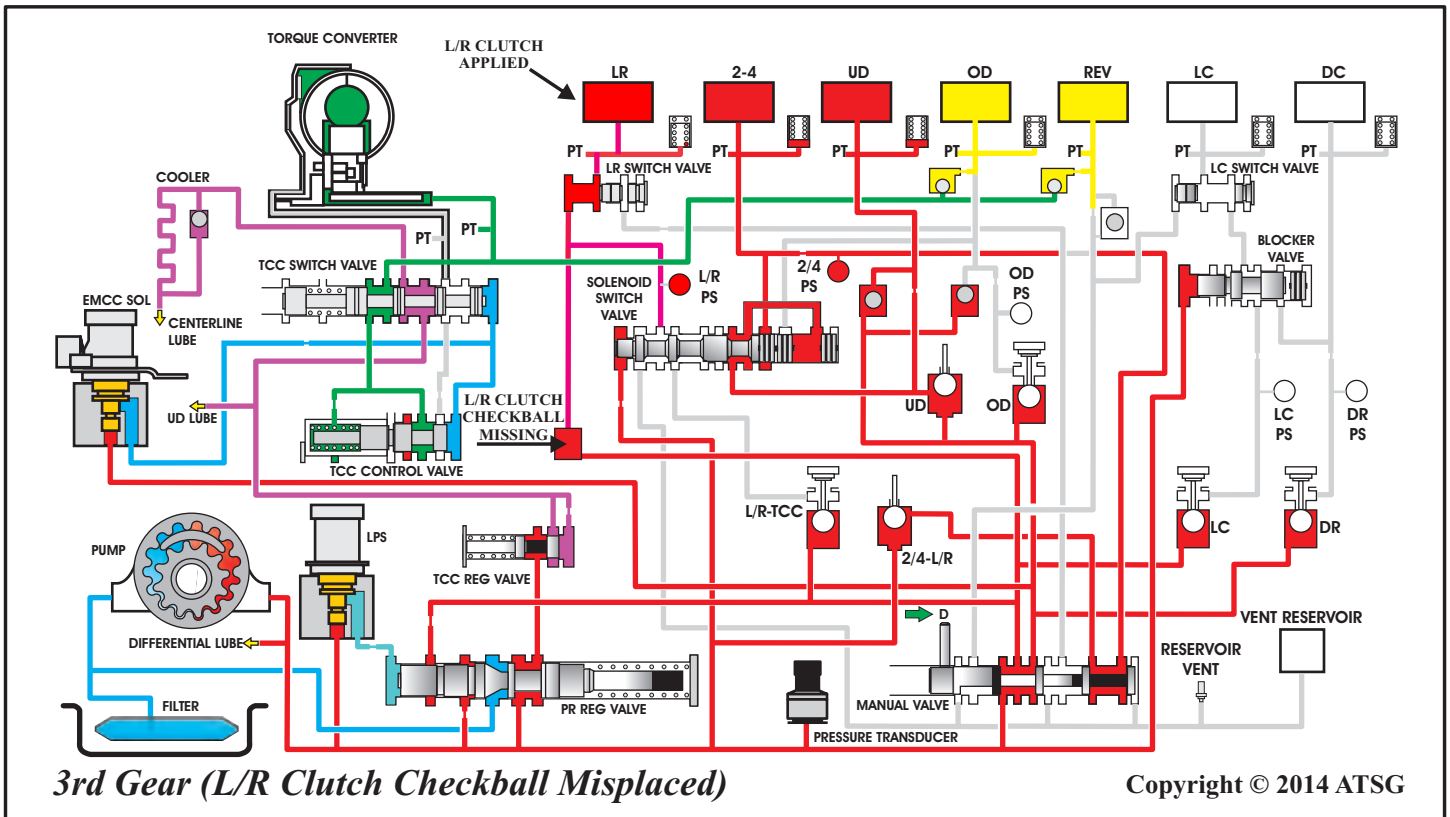 TORQUE CONVERTER
L/R CLUTCH
APPLIED
LR
2-4
UD
OD
REV
LC
DC
PT
PT
PT
PT
PT
PT
PT
LR SWITCH VALVE
LC SWITCH VALVE
COOLER
PT
PT
TCC SWITCH VALVE
EMCC SOL
CENTERLINE
LUBE
SOLENOID
SWITCH
VALVE
L/R
PS
2/4
PS
OD
PS
BLOCKER
VALVE
UD LUBE
L/R CLUTCH
CHECKBALL
MISSING
TCC CONTROL VALVE
UD
OD
LC
PS
DR
PS
L/R-TCC
2/4-L/R
LC
DR
PUMP
LPS
TCC REG VALVE
D
DIFFERENTIAL LUBE
VENT RESERVOIR
RESERVOIR
VENT
FILTER
PR REG VALVE
MANUAL VALVE
PRESSURE TRANSDUCER
3rd Gear (L/R Clutch Checkball Misplaced)
Copyright © 2014 ATSG